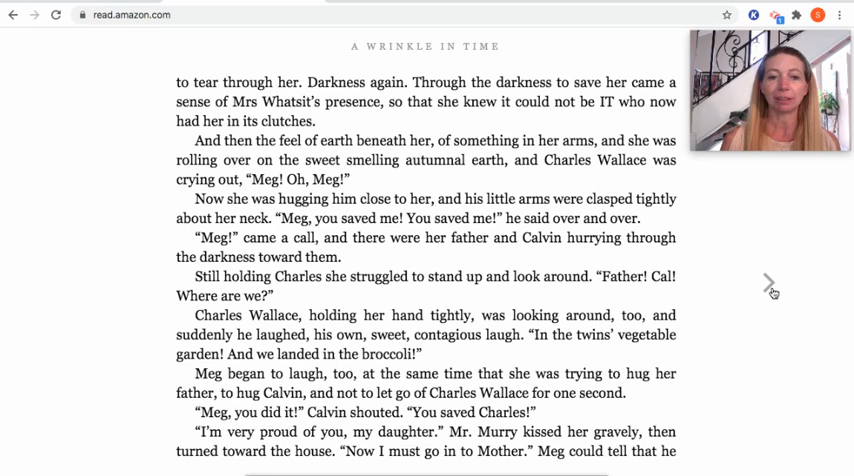 read.amazon.com
S
1
A WRINKLE IN TIME
to tear through her. Darkness again. Through the darkness to save her came a
sense of Mrs Whatsit’s presence, so that she knew it could not be IT who now
had her in its clutches.
And then the feel of earth beneath her, of something in her arms, and she was
rolling over on the sweet smelling autumnal earth, and Charles Wallace was
crying out, “Meg! Oh, Meg!”
Now she was hugging him close to her, and his little arms were clasped tightly
about her neck. “Meg, you saved me! You saved me!” he said over and over.
“Meg!” came a call, and there were her father and Calvin hurrying through
the darkness toward them.
Still holding Charles she struggled to stand up and look around. “Father! Cal!
Where are we?”
Charles Wallace, holding her hand tightly, was looking around, too, and
suddenly he laughed, his own, sweet, contagious laugh. “In the twins’ vegetable
garden! And we landed in the broccoli!”
Meg began to laugh, too, at the same time that she was trying to hug her
father, to hug Calvin, and not to let go of Charles Wallace for one second.
“Meg, you did it!” Calvin shouted. “You saved Charles!”
“I’m very proud of you, my daughter.” Mr. Murry kissed her gravely, then
turned toward the house. “Now I must go in to Mother.” Meg could tell that he